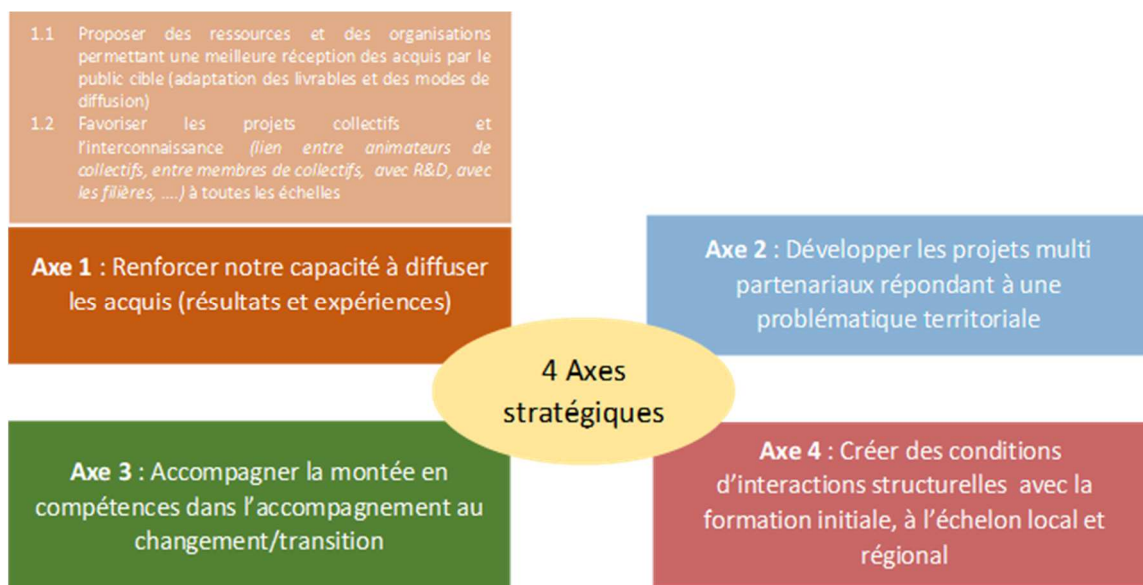 1.1 Proposer des ressources et des organisations
permettant une meilleure réception des acquis par le
public cible (adaptation des livrables et des modes de
diffusion)
1.2 Favoriser les projets collectifs et
l'interconnaissance (lien entre animateurs de
collectifs, entre membres de collectifs, avec R&D, avec
les filières, ....) à toutes les échelles
Axe 1 : Renforcer notre capacité à diffuser
les acquis (résultats et expériences)
Axe 2 : Développer les projets multi
partenariaux répondant à une
problématique territoriale
4 Axes
stratégiques
Axe 3 : Accompagner la montée en
compétences dans l'accompagnement au
changement/transition
Axe 4 : Créer des conditions
d'interactions structurelles avec la
formation initiale, à l'échelon local et
régional